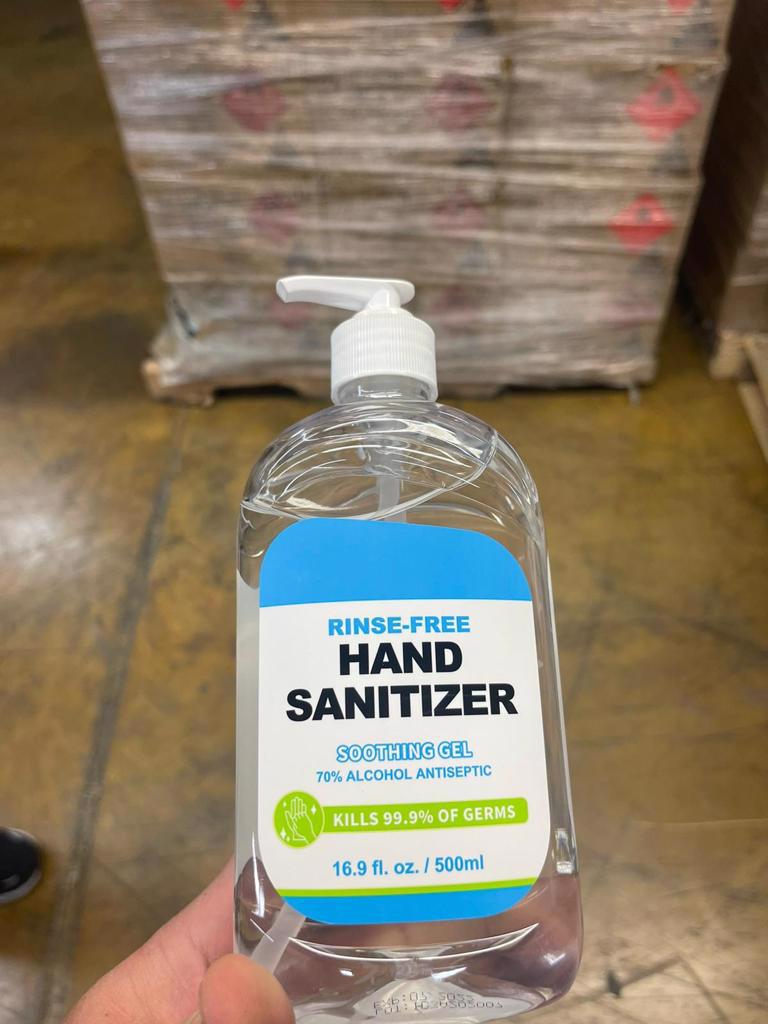 RINSE-FREE
HAND
SANITIZER
SOOTHING GEL
70% ALCOHOL ANTISEPTIC
KILLS 99.9% OF GERMS
16.9 fl. oz. / 500ml